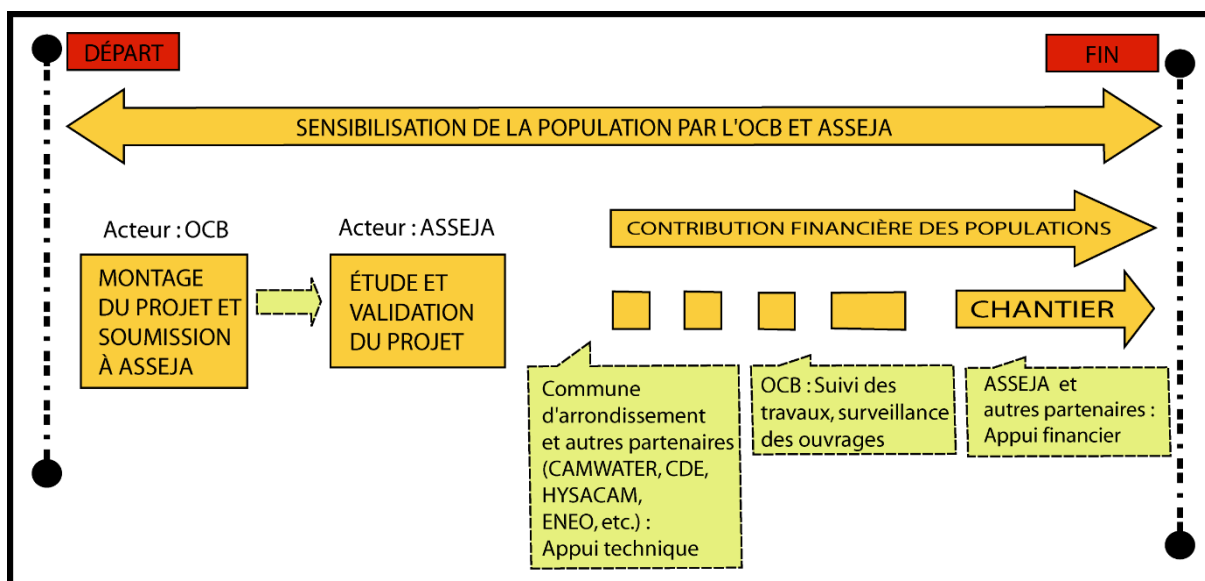 DÉPART
FIN
SENSIBILISATION DE LA POPULATION PAR L'OCB ET ASSEJA
Acteur : OCB
MONTAGE
DU PROJET ET
SOUMISSION
À ASSEJA
Acteur : ASSEJA
ÉTUDE ET
VALIDATION
DU PROJET
CONTRIBUTION FINANCIÈRE DES POPULATIONS
CHANTIER
Commune
d'arrondissement
et autres partenaires
(CAMWATER, CDE,
HYSACAM,
ENEO, etc.) :
Appui technique
OCB : Suivi des
travaux, surveillance
des ouvrages
ASSEJA et
autres partenaires :
Appui financier